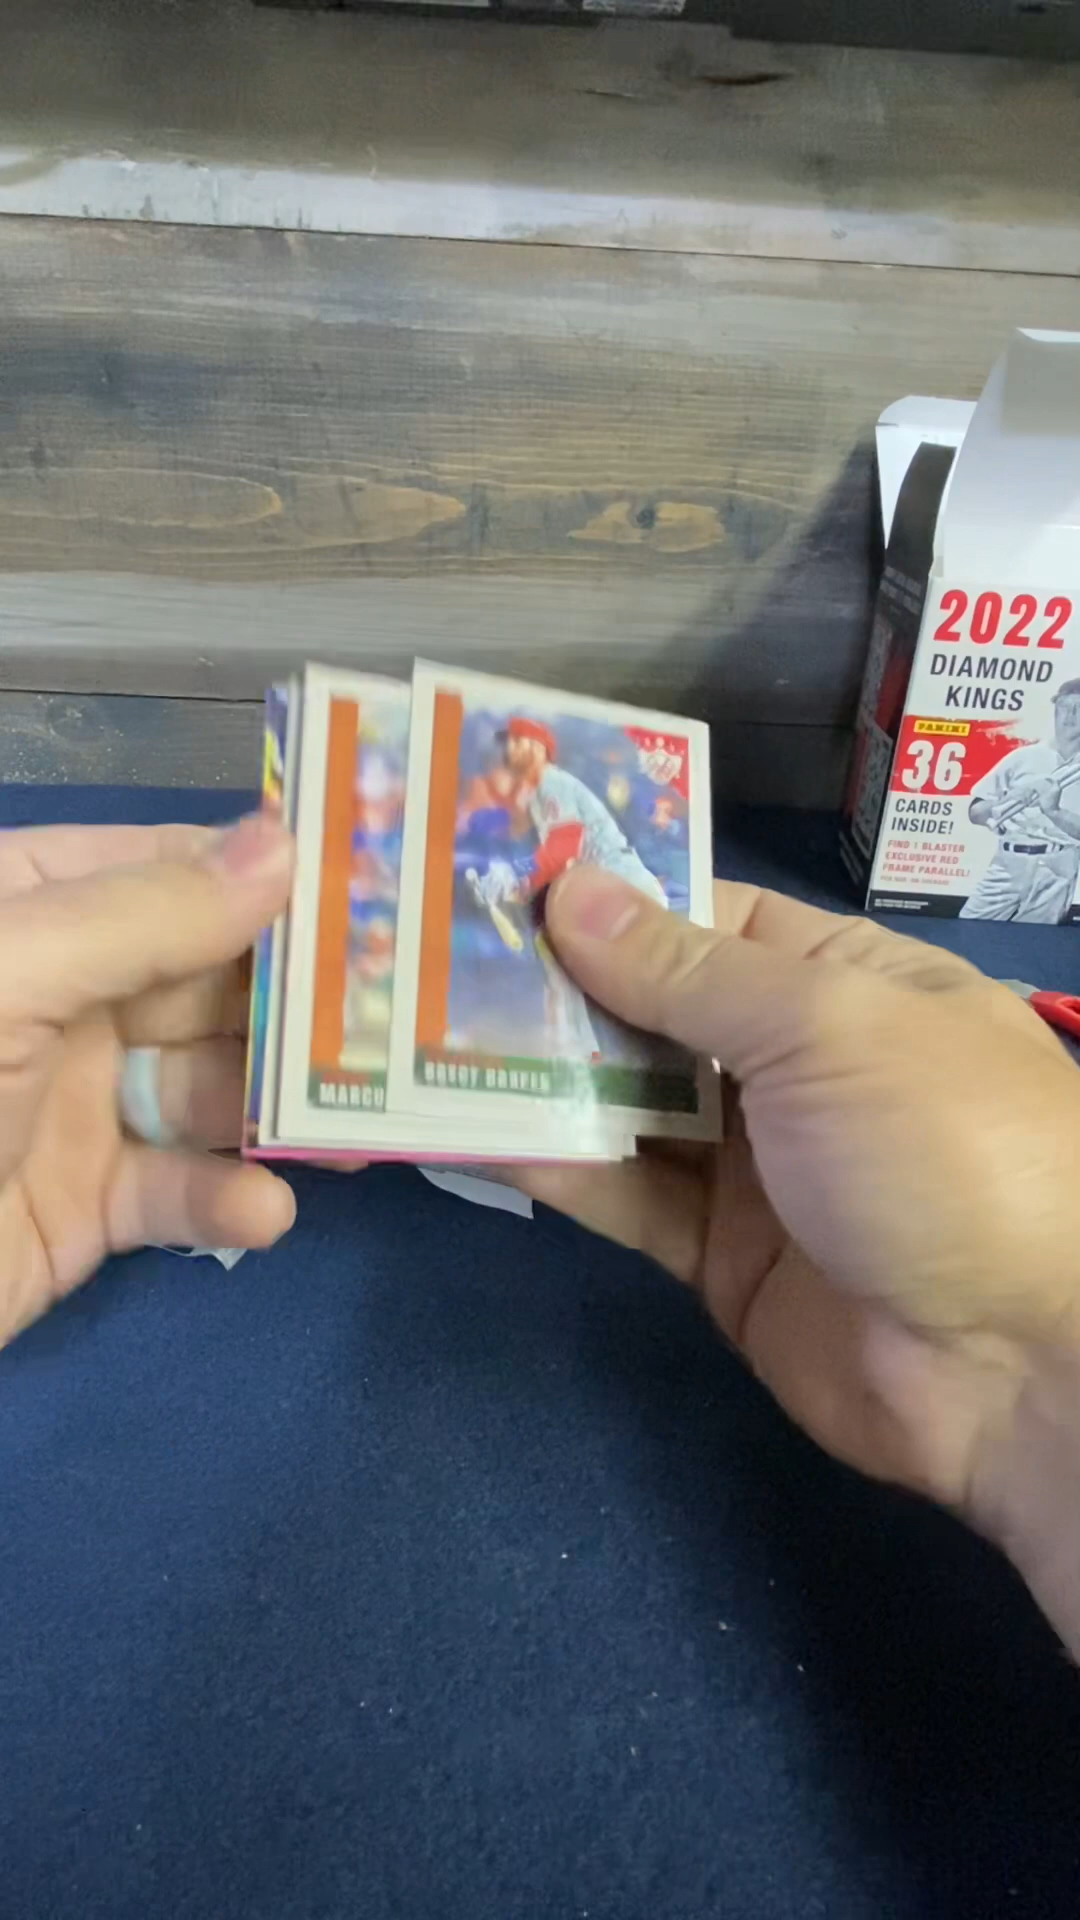 2022
DIAMOND
KINGS
PANINI
36
CARDS
INSIDE!
FIND 1 BLASTER
EXCLUSIVE RED
FRAME PARALLEL!
MARCU